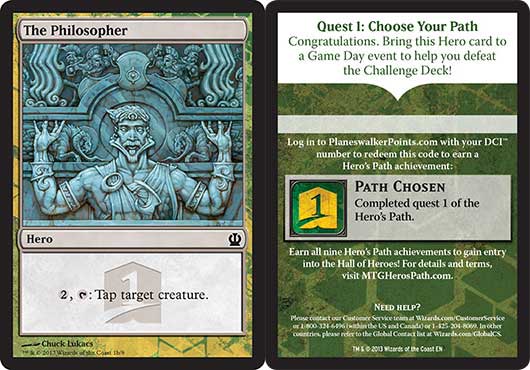 The Philosopher
Hero
1
2, T: Tap target creature.
Chuck Lukacs
™ & © 2013 Wizards of the Coast 1b/9
Quest 1: Choose Your Path
Congratulations. Bring this Hero card to
a Game Day event to help you defeat
the Challenge Deck!
Log in to PlaneswalkerPoints.com with your DCI™
number to redeem this code to earn a
Hero's Path achievement:
1
Path Chosen
Completed quest 1 of the
Hero's Path.
Earn all nine Hero's Path achievements to gain entry
into the Hall of Heroes! For details and terms,
visit MTGHerosPath.com.
Need help?
Please contact our Customer Service team at Wizards.com/CustomerService
or 1-800-324-6496 (within the US and Canada) or 1-425-204-8069. In other
countries, please refer to the Global Contact list at Wizards.com/GlobalCS.
TM & © 2013 Wizards of the Coast EN